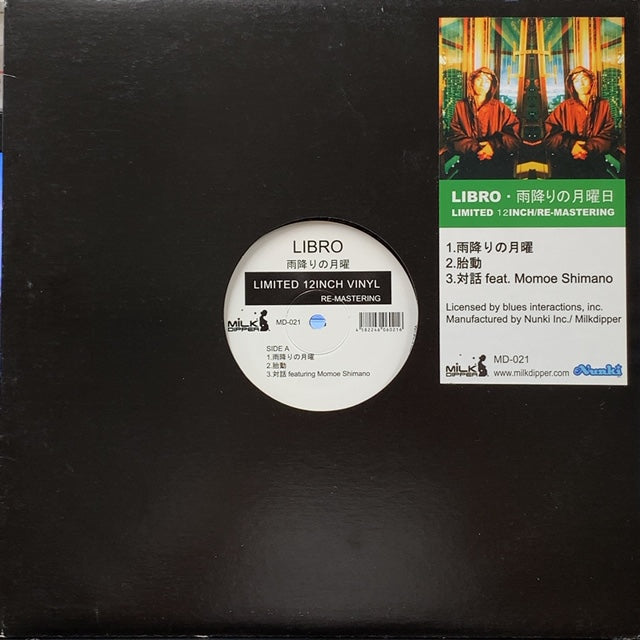 LIBRO・雨降りの月曜日
LIMITED 12INCH/RE-MASTERING
1.雨降りの月曜
2.胎動
3.対話 feat. Momoe Shimano
Licensed by blues interactions, inc.
Manufactured by Nunki Inc./ Milkdipper
MiLK
DIPPER
MD-021
www.milkdipper.com
Nunki
LIBRO
雨降りの月曜
LIMITED 12INCH VINYL
RE-MASTERING
MiLK
DIPPER
MD-021
4582246060216
SIDE A
1.雨降りの月曜
2.胎動
3.対話 featuring Momoe Shimano